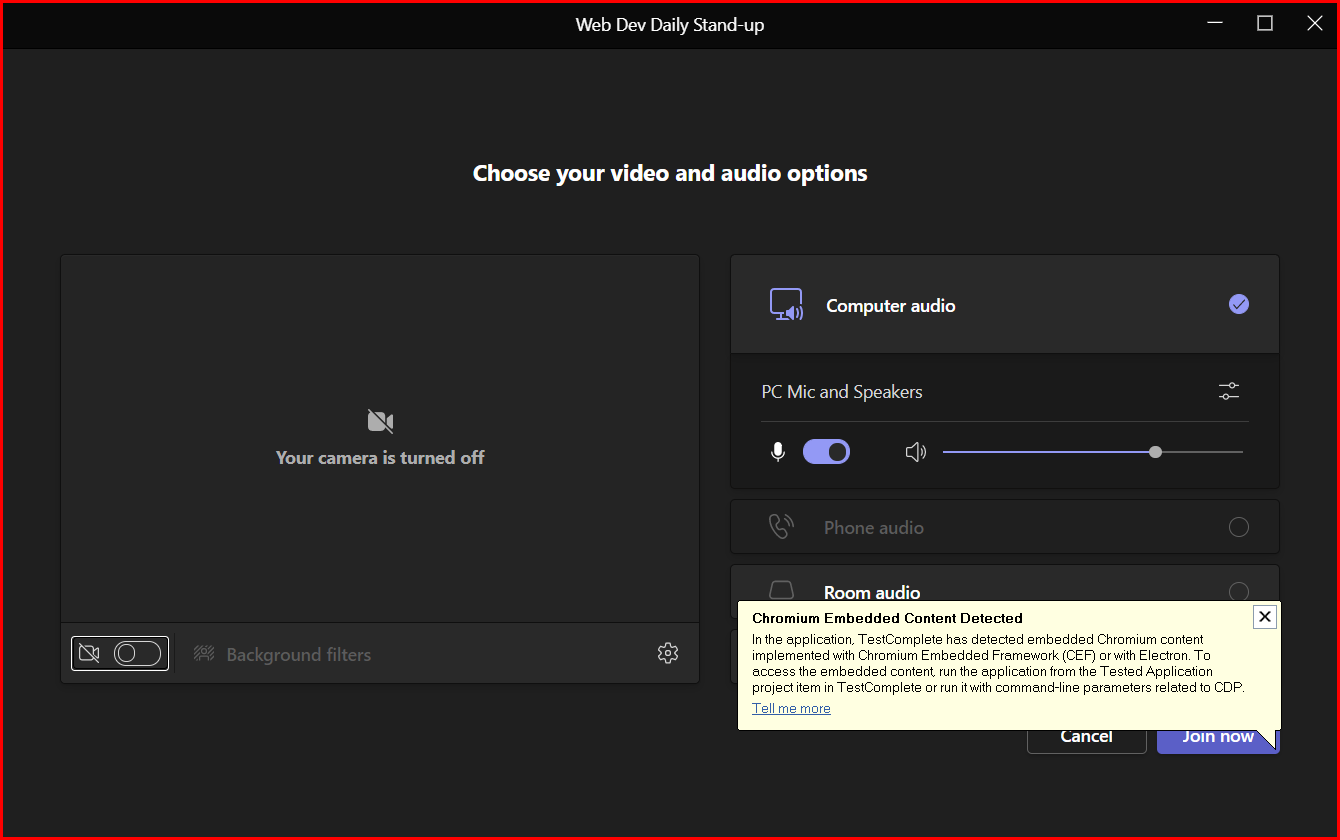 Web Dev Daily Stand-up
Choose your video and audio options
Your camera is turned off
Background filters
Computer audio
PC Mic and Speakers
Phone audio
Room audio
Chromium Embedded Content Detected
In the application, TestComplete has detected embedded Chromium content
implemented with Chromium Embedded Framework (CEF) or with Electron. To
access the embedded content, run the application from the Tested Application
project item in TestComplete or run it with command-line parameters related to CDP.
Tell me more
Cancel
Join now